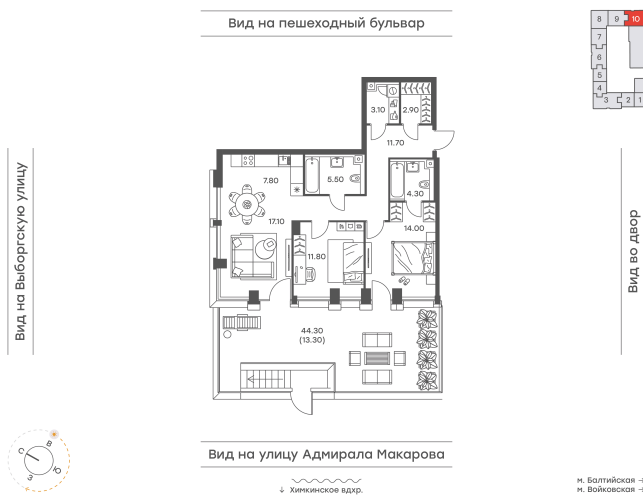 Вид на пешеходный бульвар
8 9 10
7
6
5
4
3 2 1
Вид на Выборгскую улицу
Вид во двор
3.10 2.90
11.70
7.80 5.50
4.30
17.10
14.00
11.80
44.30
(13.30)
С В
З Ю
Вид на улицу Адмирала Макарова
↓ Химкинское вдхр.
м. Балтийская
м. Войковская